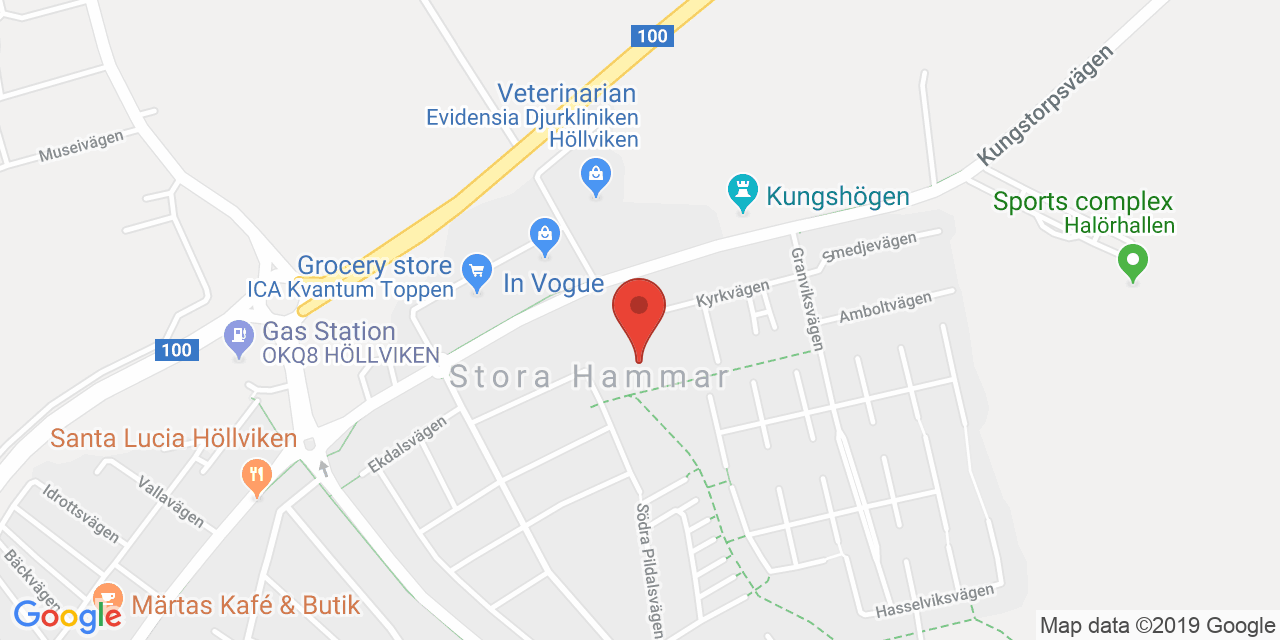 100
Veterinarian
Evidensia Djurkliniken
Höllviken
Kungstorpsvägen
Museivägen
Kungshögen
Sports complex
Halörhallen
Smedjevägen
Granviksvägen
Grocery store
ICA Kvantum Toppen
In Vogue
Kyrkvägen
Amboltvägen
Gas Station
OKQ8 HÖLLVIKEN
100
Stora Hammar
Santa Lucia Höllviken
Ekdalsvägen
Vallavägen
Idrottsvägen
Södra Pildalsvägen
Bäckvägen
Märtas Kafé & Butik
Hasselviksvägen
Google
Map data ©2019 Google